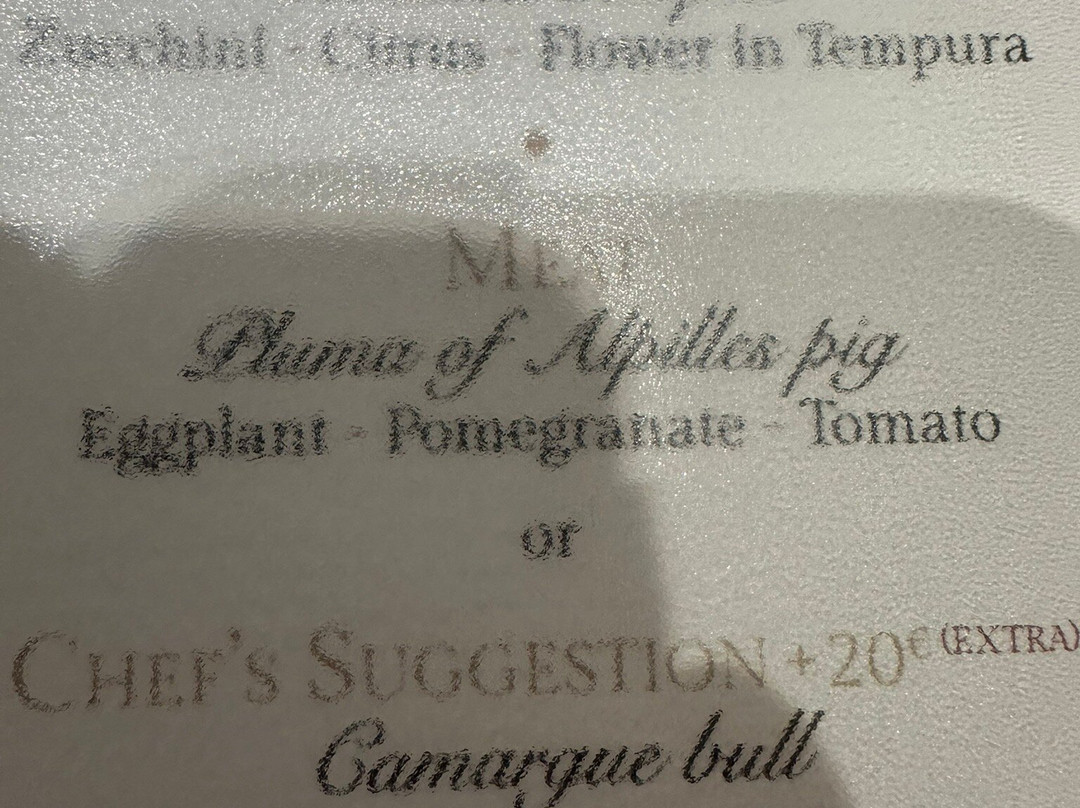 Zucchini - Citrus - Flower in Tempura
MEAT
Pluma of Alpilles pig
Eggplant - Pomegranate - Tomato
or
CHEF'S SUGGESTION +20€ (EXTRA)
Camargue bull